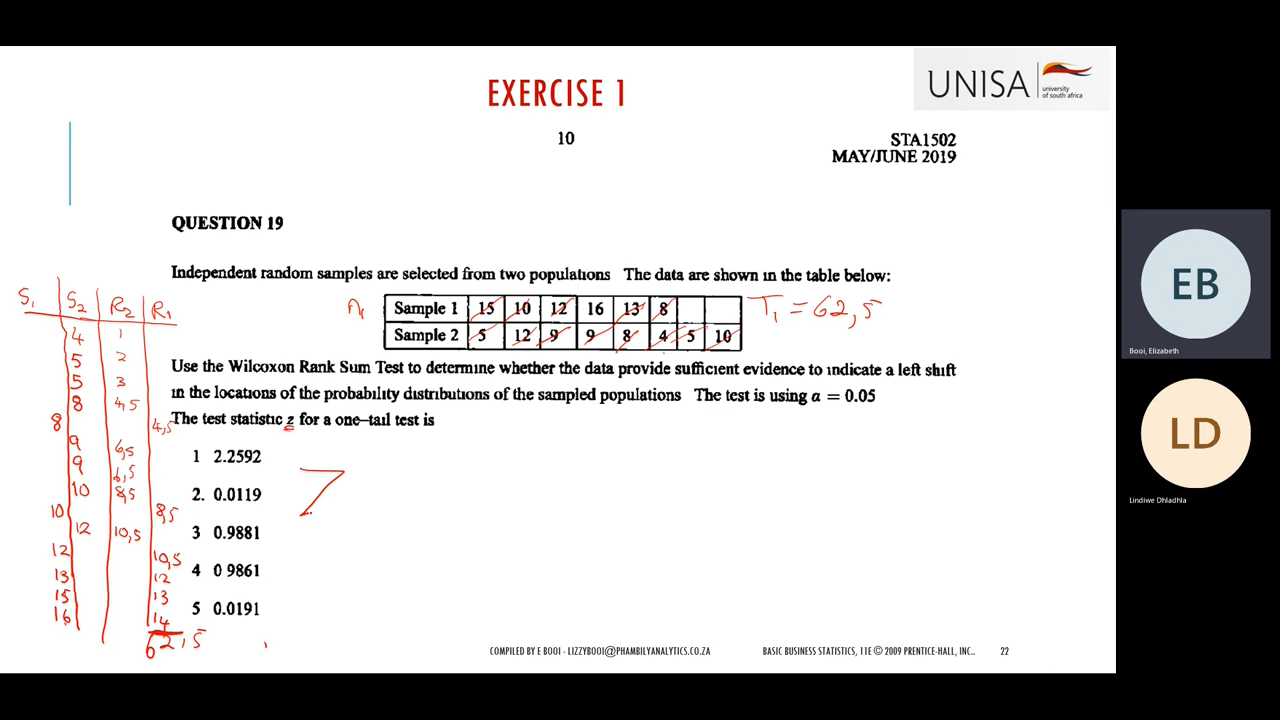 EXERCISE 1
UNISA
university
of south africa
10
STA1502
MAY/JUNE 2019
QUESTION 19
Independent random samples are selected from two populations The data are shown in the table below:
n1 Sample 1 15 10 12 16 13 8 T1 = 62,5
Sample 2 5 12 9 9 8 4 5 10
Use the Wilcoxon Rank Sum Test to determine whether the data provide sufficient evidence to indicate a left shift
in the locations of the probability distributions of the sampled populations The test is using α = 0.05
The test statistic z for a one-tail test is
1 2.2592
2. 0.0119
3 0.9881
4 0 9861
5 0.0191
Z
S1 S2 R2 R1
4 1
5 2
5 3
8 4,5
8 4,5
9 6,5
9 6,5
10 8,5
10 8,5
12 10,5
12 10,5
13 12
15 13
16 14
62,5
COMPILED BY E BOOI - LIZZYBOOI@PHAMBILYANALYTICS.CO.ZA
BASIC BUSINESS STATISTICS, 11E © 2009 PRENTICE-HALL, INC..
22
EB
Booi, Elizabeth
LD
Lindiwe Dhladhla